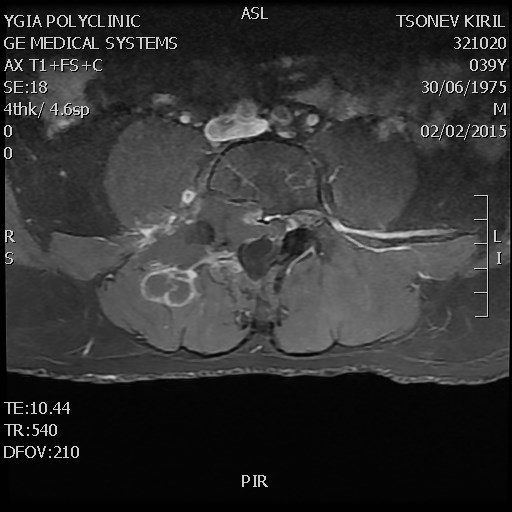 YGIA POLYCLINIC
GE MEDICAL SYSTEMS
AX T1+FS+C
SE:18
4thk/ 4.6sp
0
0
ASL
TSONEV KIRIL
321020
039Y
30/06/1975
M
02/02/2015
R
S
L
I
TE:10.44
TR:540
DFOV:210
PIR